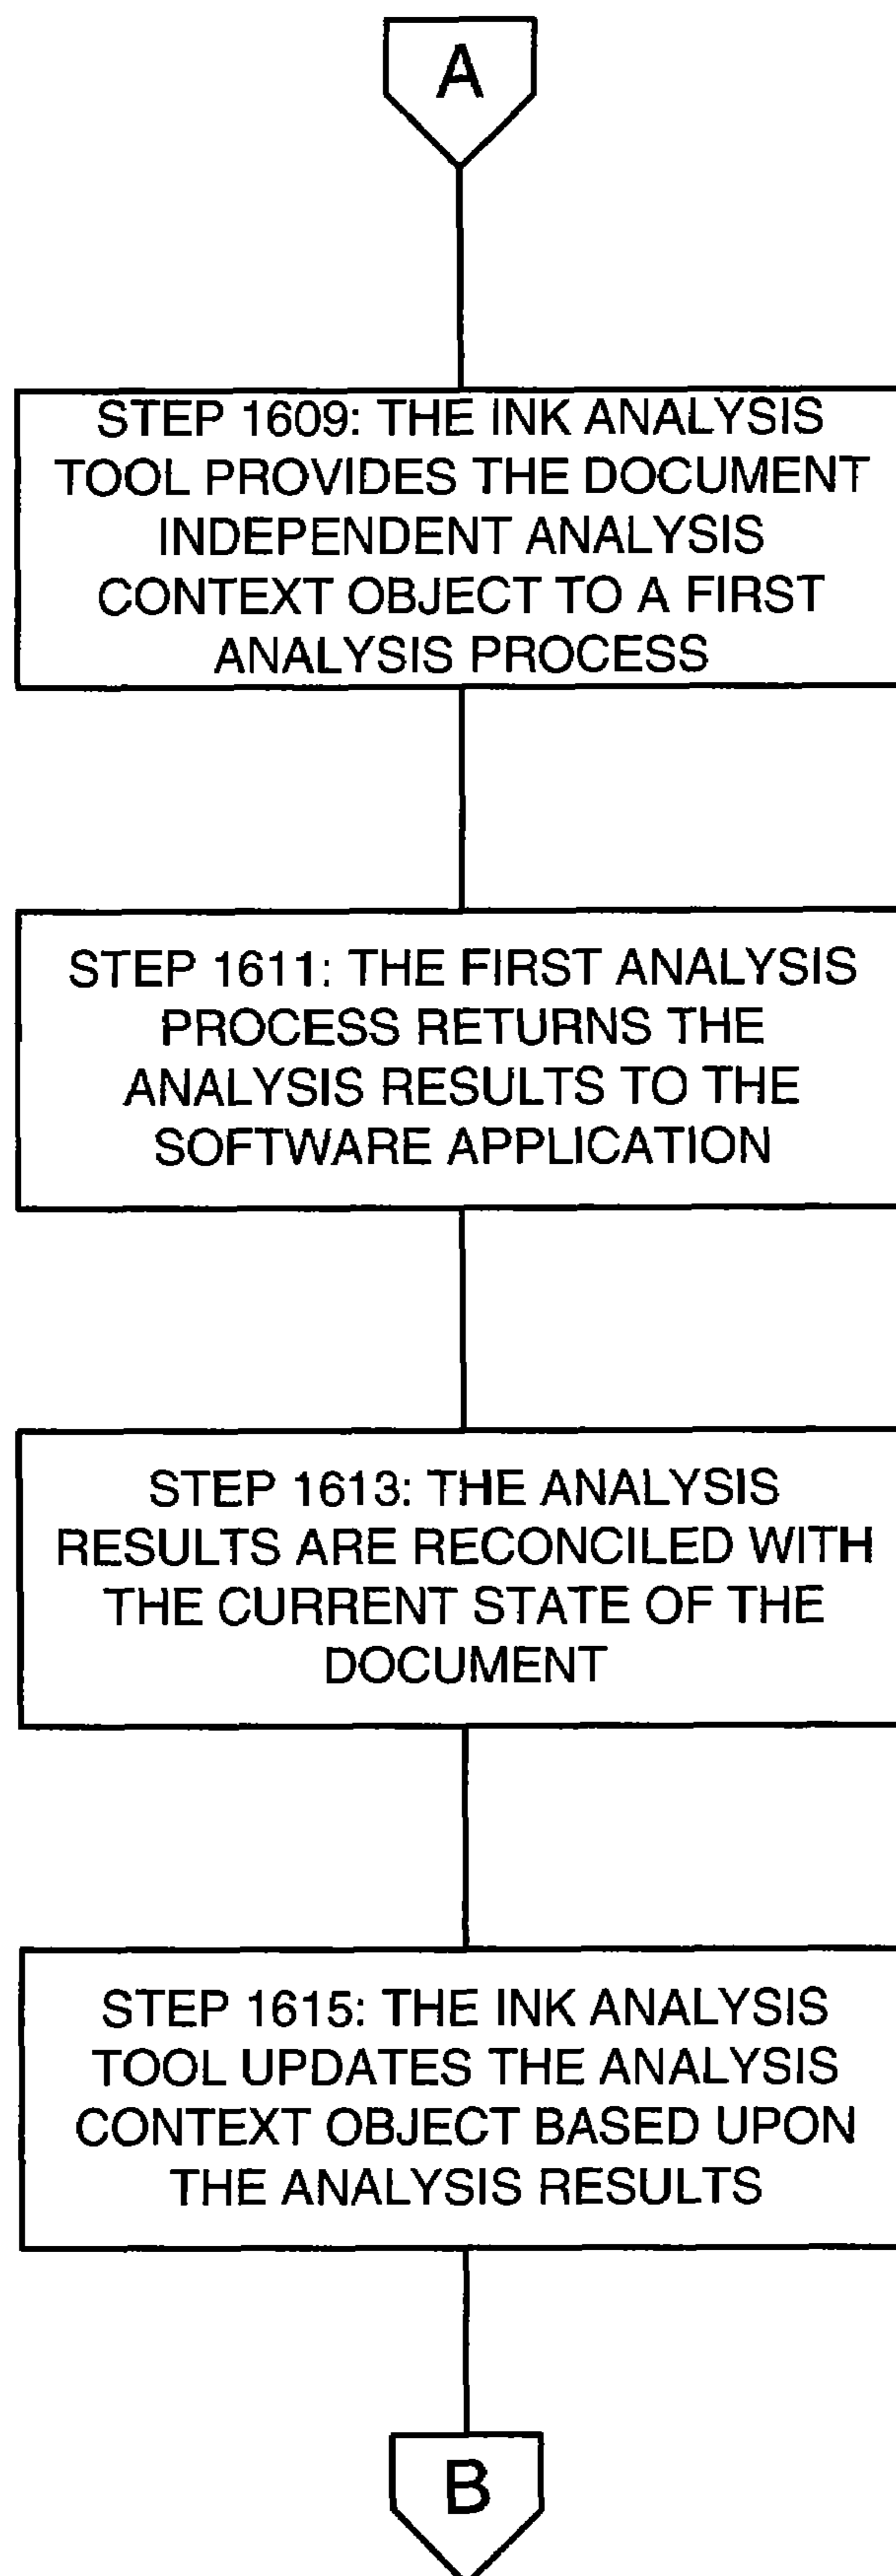 A
STEP 1609: THE INK ANALYSIS
TOOL PROVIDES THE DOCUMENT
INDEPENDENT ANALYSIS
CONTEXT OBJECT TO A FIRST
ANALYSIS PROCESS
STEP 1611: THE FIRST ANALYSIS
PROCESS RETURNS THE
ANALYSIS RESULTS TO THE
SOFTWARE APPLICATION
STEP 1613: THE ANALYSIS
RESULTS ARE RECONCILED WITH
THE CURRENT STATE OF THE
DOCUMENT
STEP 1615: THE INK ANALYSIS
TOOL UPDATES THE ANALYSIS
CONTEXT OBJECT BASED UPON
THE ANALYSIS RESULTS
B